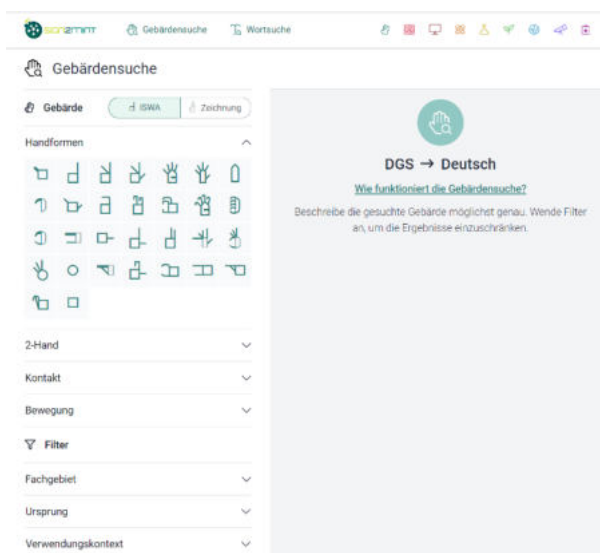 sign2mint
Gebärdensuche
Wortsuche
Gebärdensuche
Gebärde
ISWA
Zeichnung
Handformen
2-Hand
Kontakt
Bewegung
Filter
Fachgebiet
Ursprung
Verwendungskontext
DGS → Deutsch
Wie funktioniert die Gebärdensuche?
Beschreibe die gesuchte Gebärde möglichst genau. Wende Filter
an, um die Ergebnisse einzuschränken.